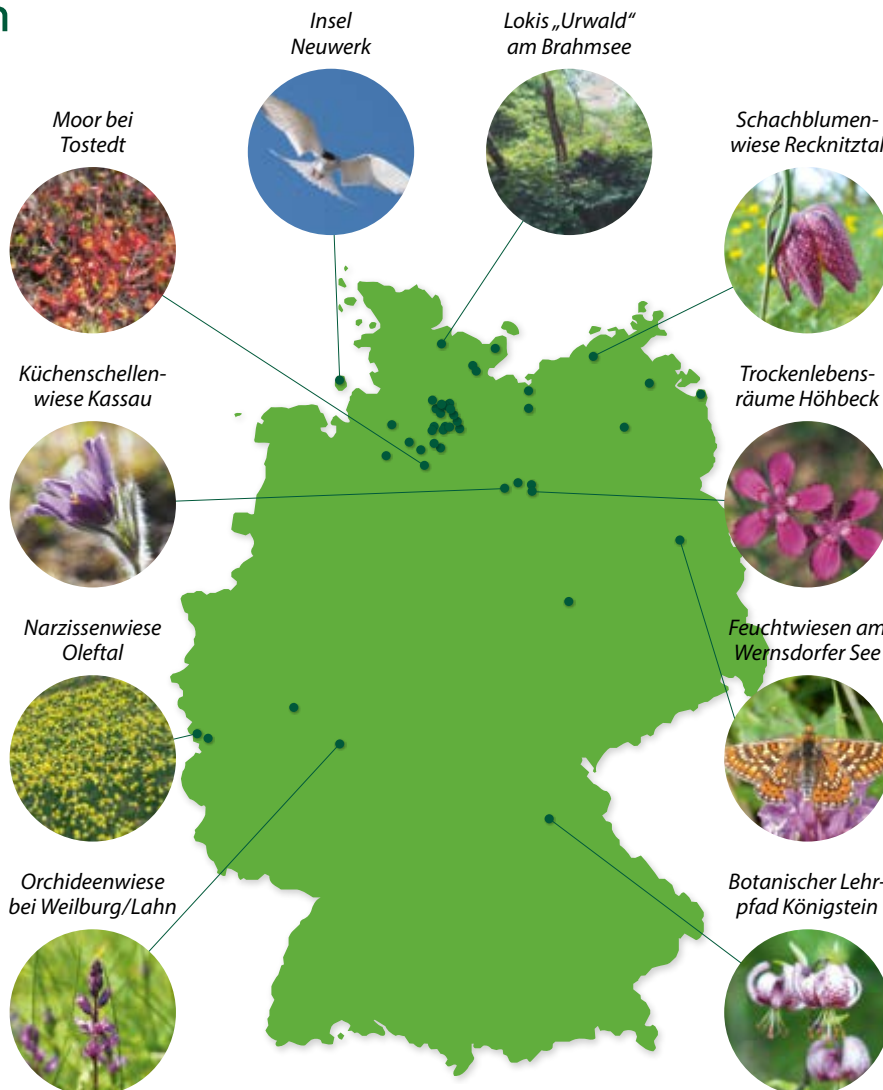 n
Insel
Neuwerk
Lokis „Urwald“
am Brahmsee
Moor bei
Tostedt
Schachblumen-
wiese Recknitztal
Küchenschellen-
wiese Kassau
Trockenlebens-
räume Höhbeck
Narzissenwiese
Oleftal
Feuchtwiesen am
Wernsdorfer See
Orchideenwiese
bei Weilburg/Lahn
Botanischer Lehr-
pfad Königstein